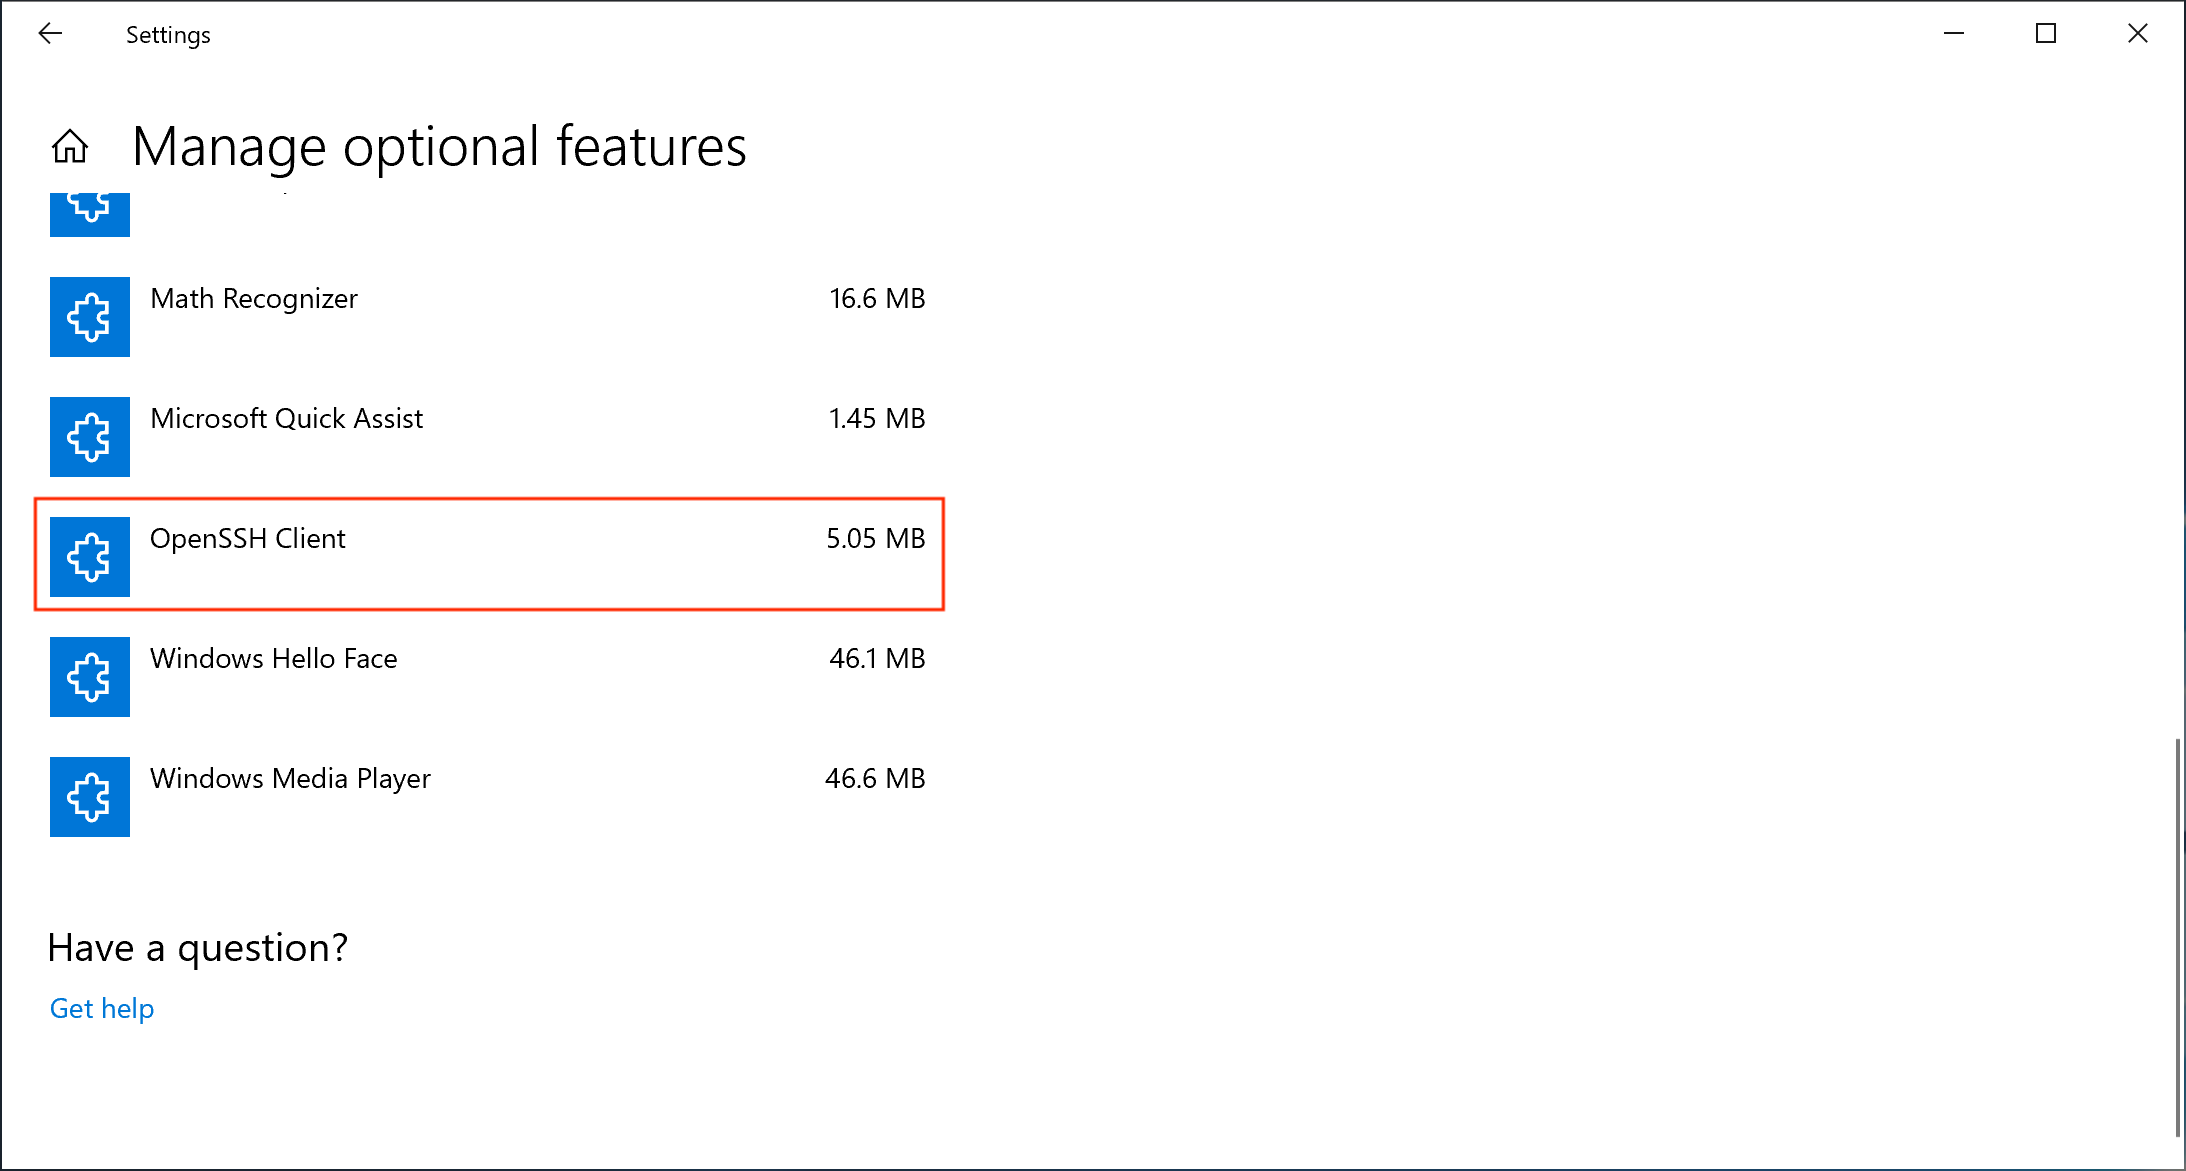 Settings
Manage optional features
Math Recognizer 16.6 MB
Microsoft Quick Assist 1.45 MB
OpenSSH Client 5.05 MB
Windows Hello Face 46.1 MB
Windows Media Player 46.6 MB
Have a question?
Get help